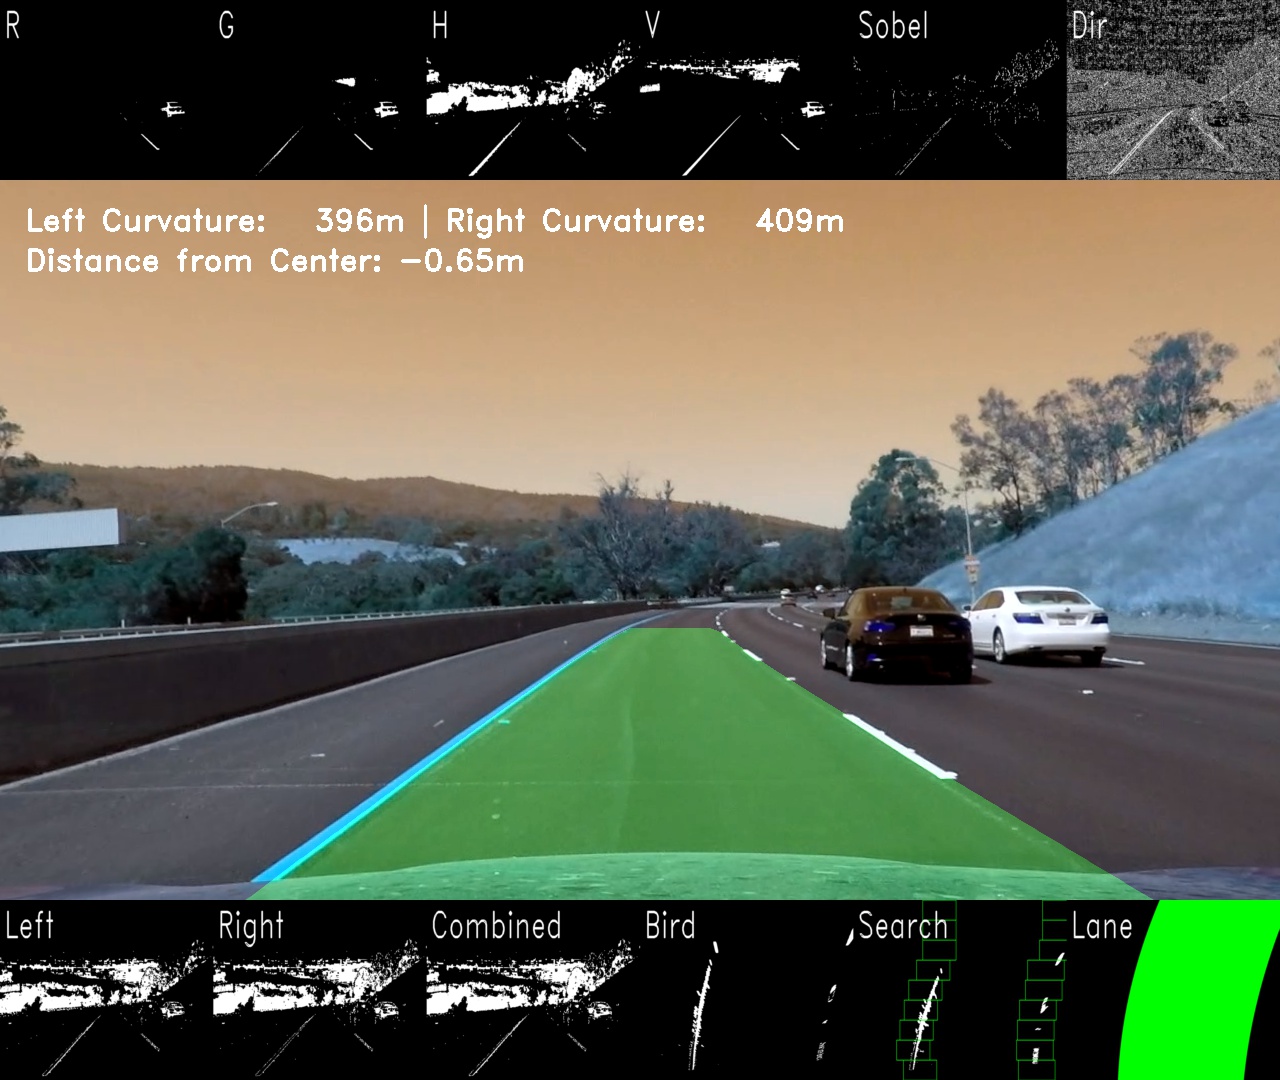 R G H V Sobel Dir
Left Curvature: 396m | Right Curvature: 409m
Distance from Center: -0.65m
Left Right Combined Bird Search Lane